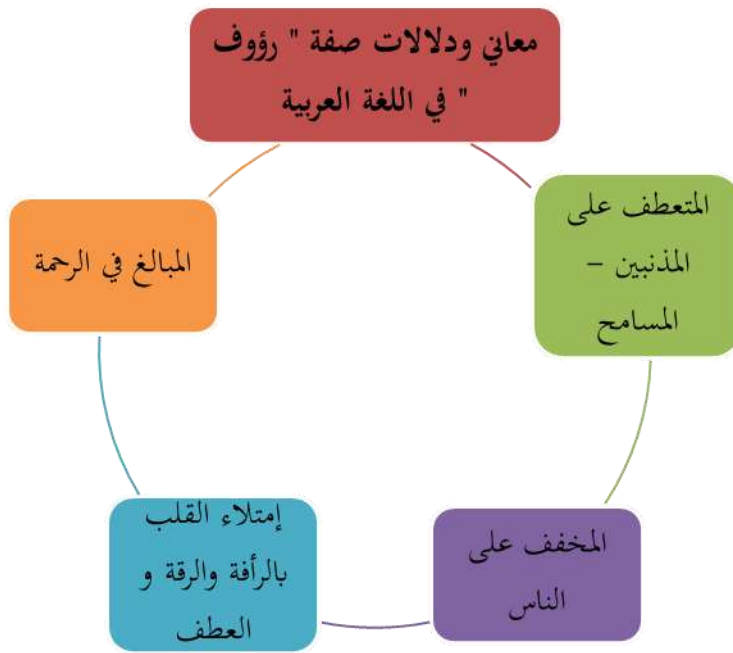 معاني ودلالات صفة " رؤوف
" في اللغة العربية
المتعطف على
المذنبين –
المسامح
المخفف على
الناس
إمتلاء القلب
بالرأفة والرقة و
العطف
المبالغ في الرحمة